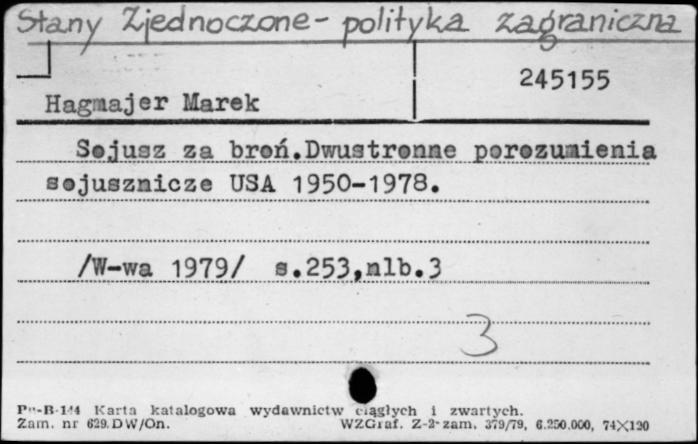 Stany Zjednoczone - polityka zagraniczna
245155
Hagmajer Marek
Sojusz za broń.Dwustronne porozumienia
sojusznicze USA 1950-1978.
/W-wa 1979/ s.253,nlb.3
3
Pu-B-144 Karta katalogowa wydawnictw ciągłych i zwartych.
Zam. nr 629.DW/On. WZGraf. Z-2 zam. 379/79, 6.250.000, 74X120